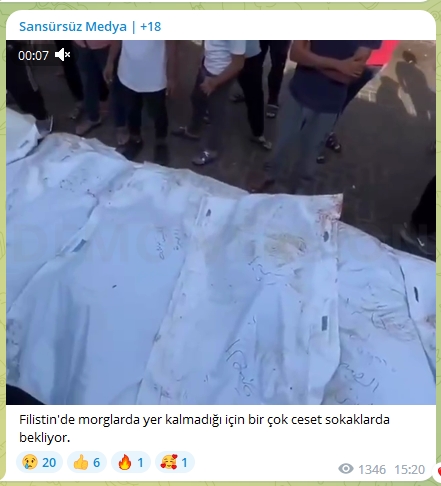 Sansürsüz Medya | +18
00:07
Filistin'de morglarda yer kalmadığı için bir çok ceset sokaklarda
bekliyor.
😢 20 👍 6 🔥 1 🥰 1
1346 15:20